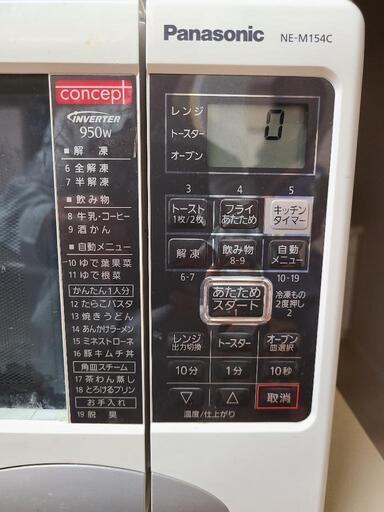 Panasonic NE-M154C
concept
INVERTER
950W
・解凍
6 全解凍
7 半解凍
■飲み物
8 牛乳・コーヒー
9 酒かん
■自動メニュー
10 ゆで葉果菜
11 ゆで根菜
かんたん1人分
12 たらこパスタ
13 焼きうどん
14 あんかけラーメン
15 ミネストローネ
16 豚キムチ丼
角皿スチーム
17 茶わん蒸し
18 とろけるプリン
お手入れ
19 脱臭
レンジ
トースター
オーブン
0
3 4 5
トースト 1枚/2枚
フライ あたため
キッチン タイマー
解凍
飲み物 8-9
自動 メニュー
6-7 10-19
あたため スタート 1
冷凍もの 2度押し 2
レンジ 出力切換
トースター
オーブン 皿選択
10分 1分 10秒
▽ △ 取消
温度/仕上がり